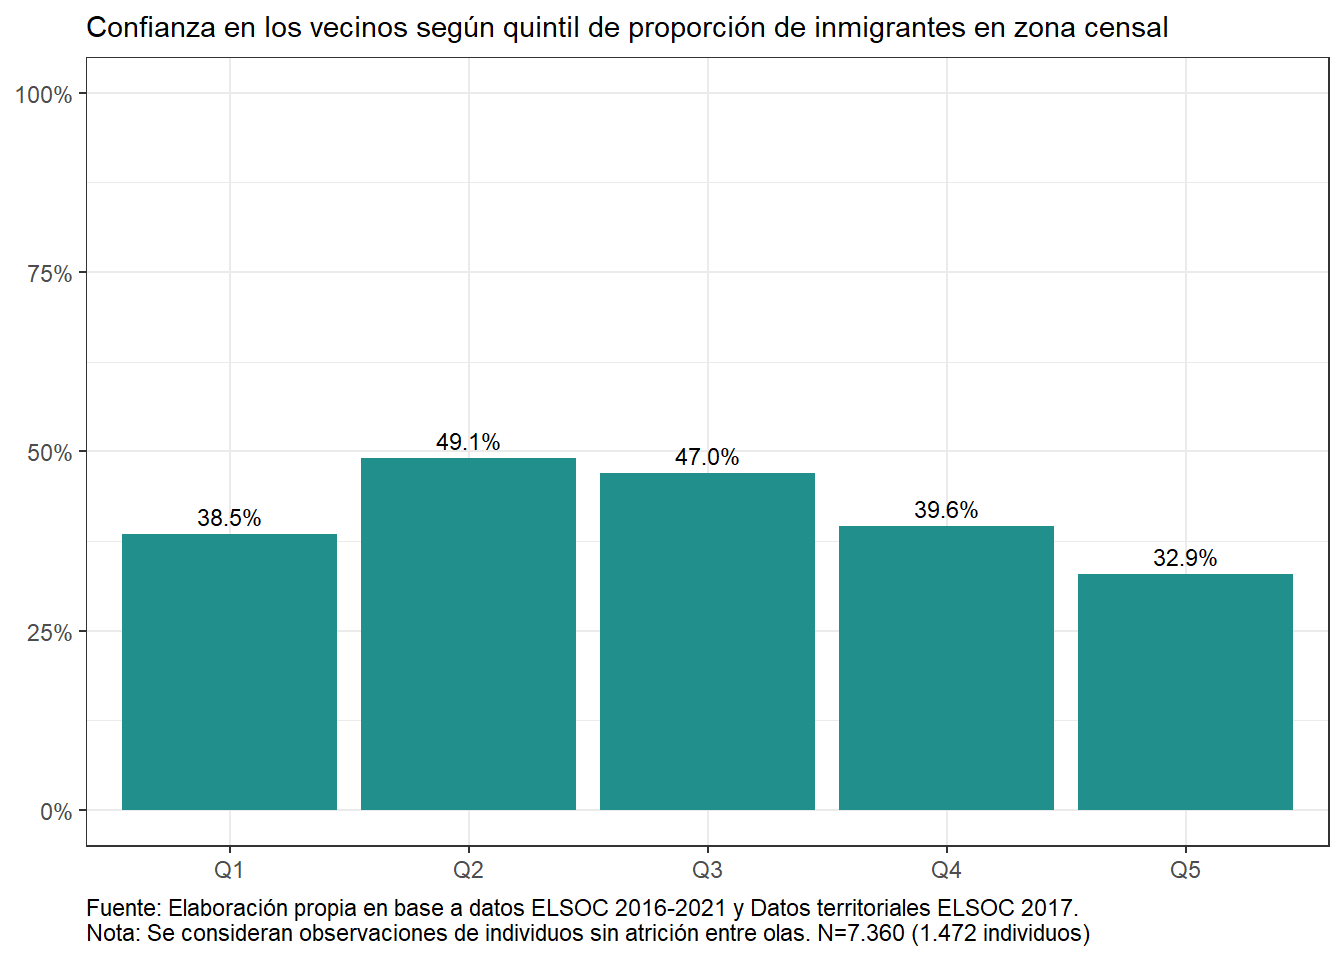 Confianza en los vecinos según quintil de proporción de inmigrantes en zona censal
100%
75%
50%
25%
0%
38.5%
49.1%
47.0%
39.6%
32.9%
Q1
Q2
Q3
Q4
Q5
Fuente: Elaboración propia en base a datos ELSOC 2016-2021 y Datos territoriales ELSOC 2017.
Nota: Se consideran observaciones de individuos sin atrición entre olas. N=7.360 (1.472 individuos)